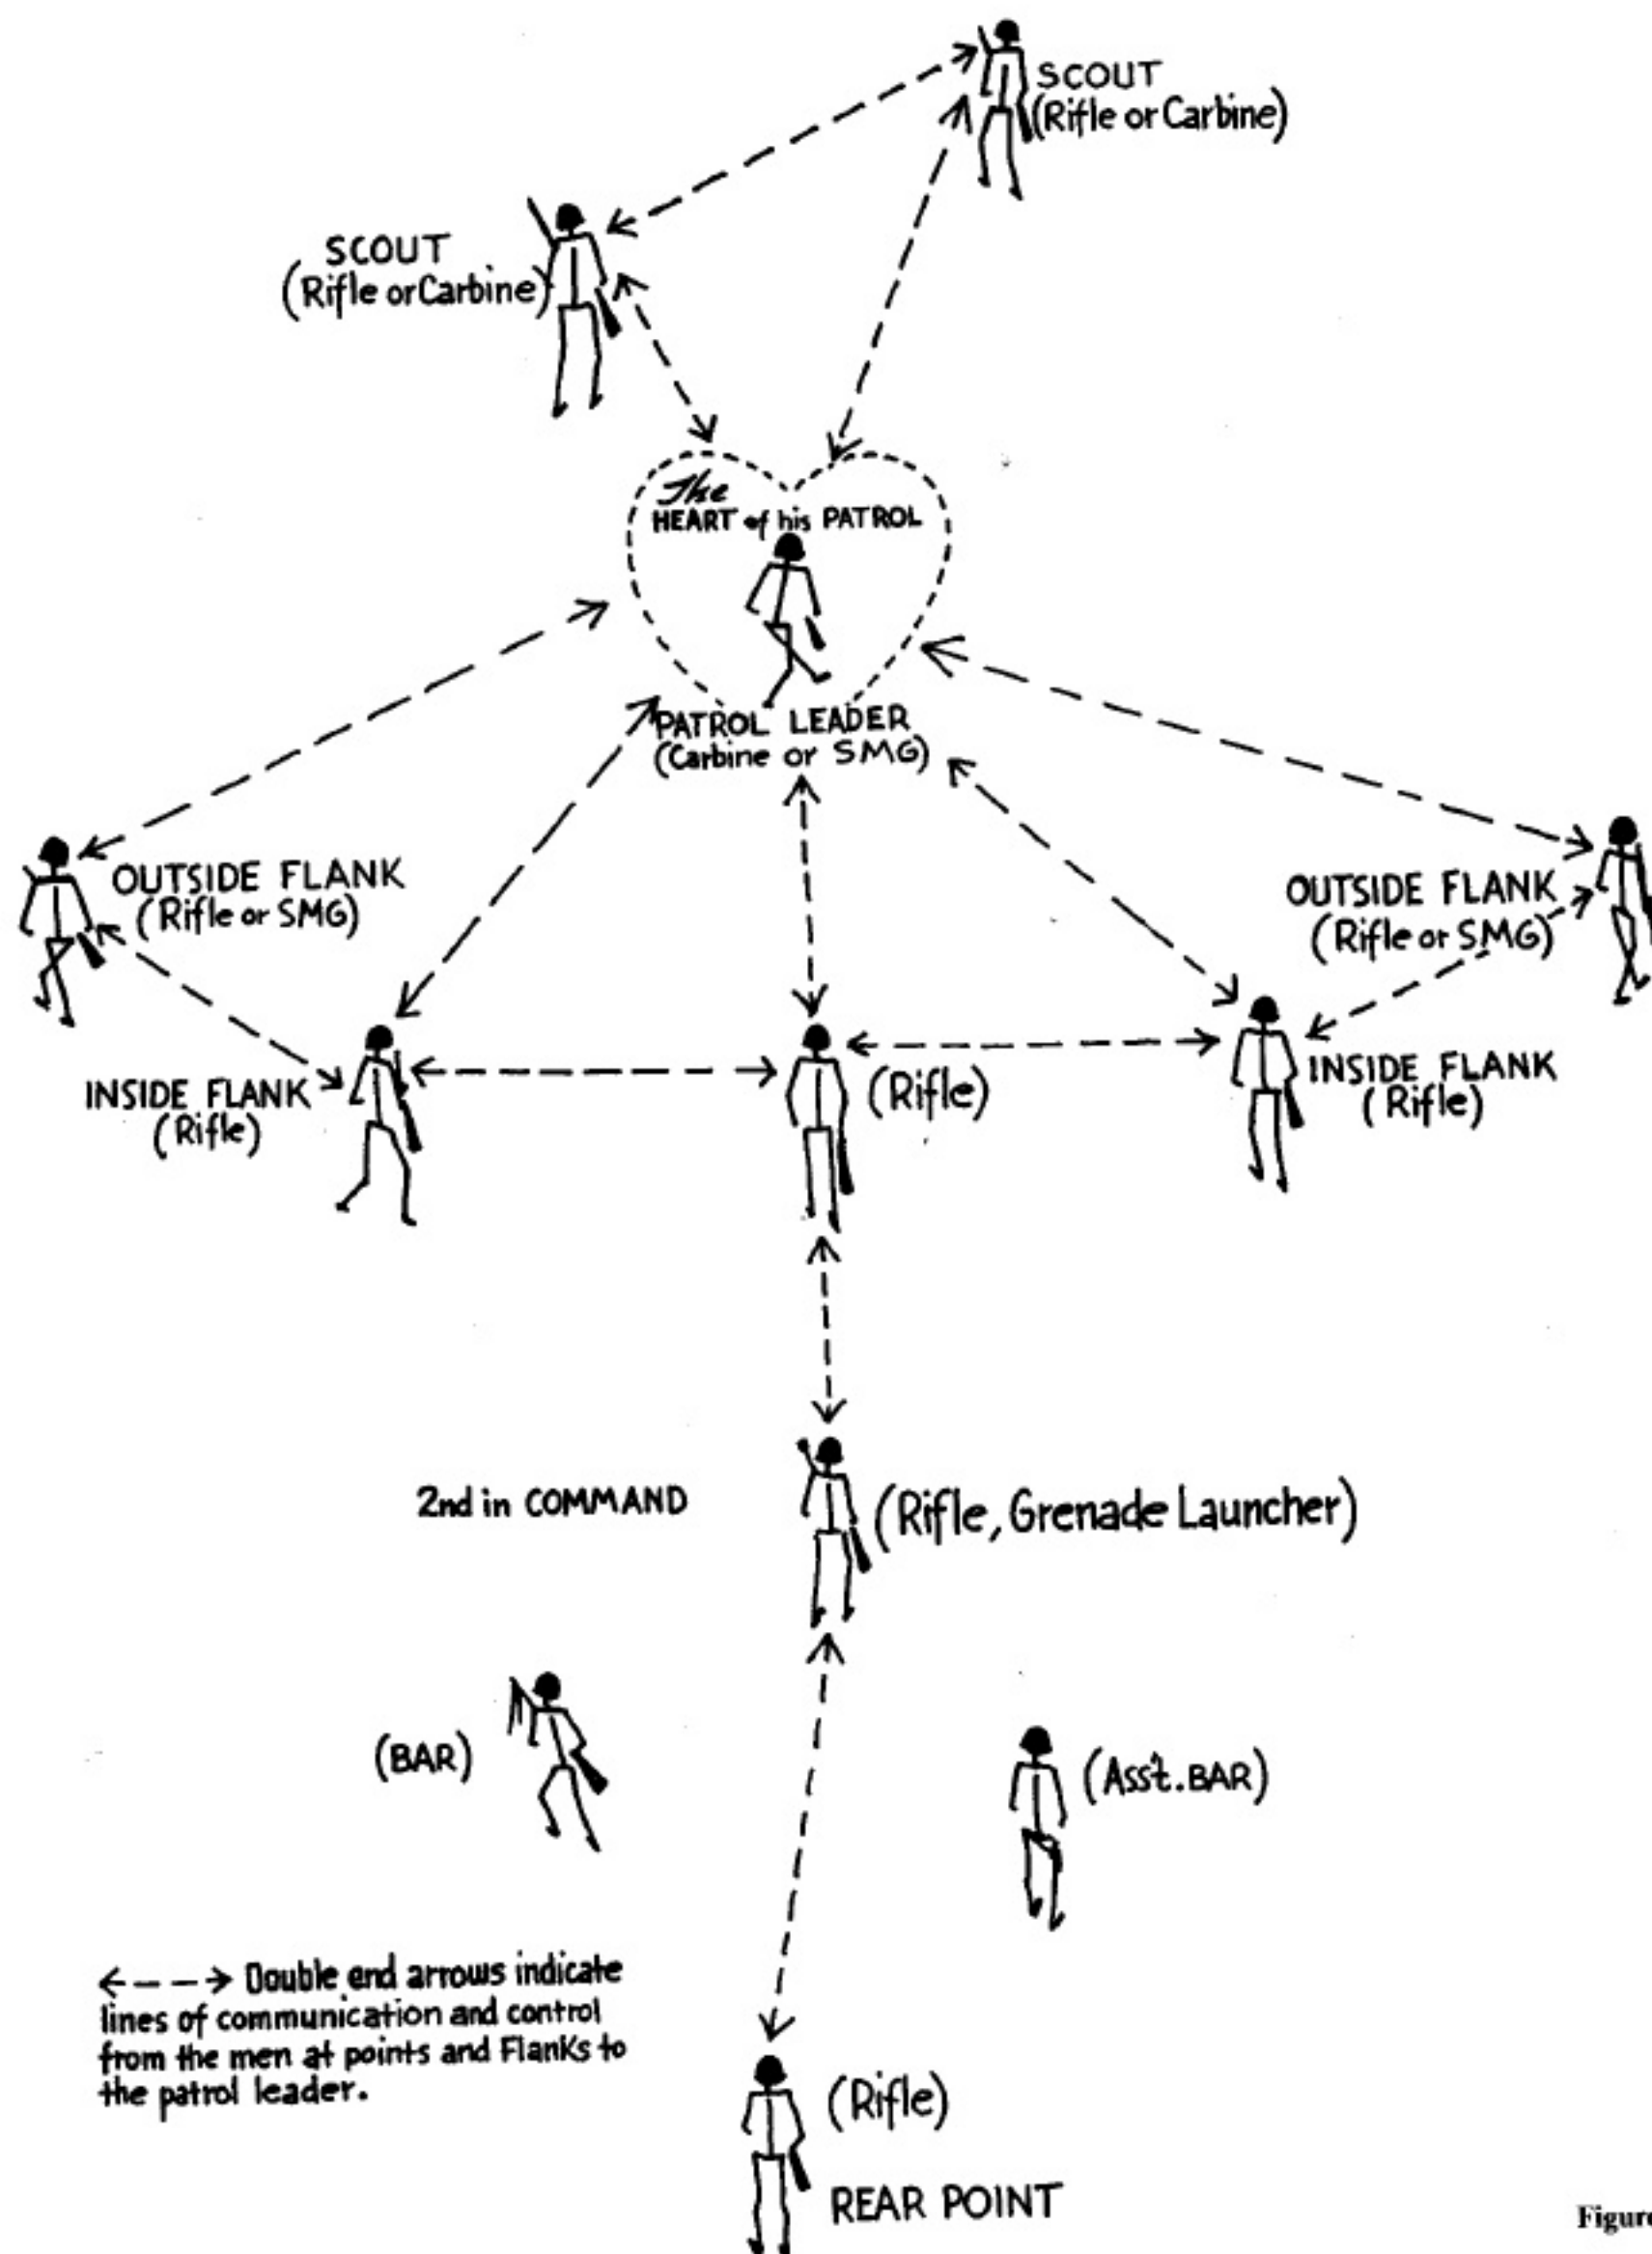 SCOUT
(Rifle or Carbine)
SCOUT
(Rifle or Carbine)
The
HEART of his PATROL
PATROL LEADER
(Carbine or SMG)
OUTSIDE FLANK
(Rifle or SMG)
OUTSIDE FLANK
(Rifle or SMG)
INSIDE FLANK
(Rifle)
(Rifle)
INSIDE FLANK
(Rifle)
2nd in COMMAND
(Rifle, Grenade Launcher)
(BAR)
(Ass't. BAR)
Double end arrows indicate
lines of communication and control
from the men at points and Flanks to
the patrol leader.
(Rifle)
REAR POINT
Figure